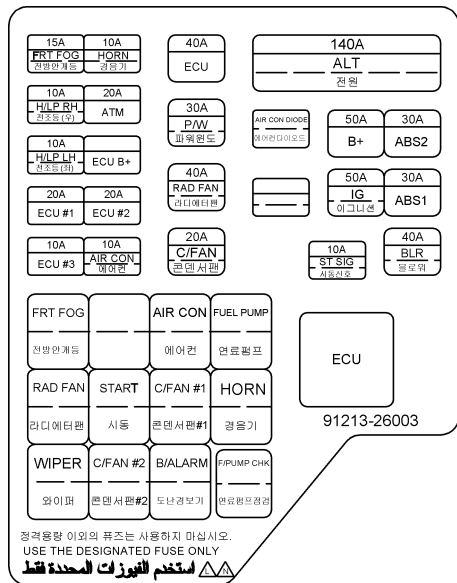 15A 10A 40A 140A
FRT FOG HORN ECU ALT
전방안개등 경음기 전원
10A 20A 30A
H/LP RH ATM P/W AIR CON DIODE 50A 30A
전조등(우) 파워윈도 에어컨다이오드 B+ ABS2
10A
H/LP LH ECU B+ 40A 50A 30A
전조등(좌) RAD FAN IG ABS1
20A 20A 라디에터팬 이그니션
ECU #1 ECU #2
10A 10A 20A 10A 40A
ECU #3 AIR CON C/FAN ST SIG BLR
에어컨 콘덴서팬 시동신호 블로워
FRT FOG AIR CON FUEL PUMP
전방안개등 에어컨 연료펌프
ECU
RAD FAN START C/FAN #1 HORN
라디에터팬 시동 콘덴서팬#1 경음기
91213-26003
WIPER C/FAN #2 B/ALARM F/PUMP CHK
와이퍼 콘덴서팬#2 도난경보기 연료펌프점검
정격용량 이외의 퓨즈는 사용하지 마십시오.
USE THE DESIGNATED FUSE ONLY
استخدم الفيوزات المحددة فقط L N